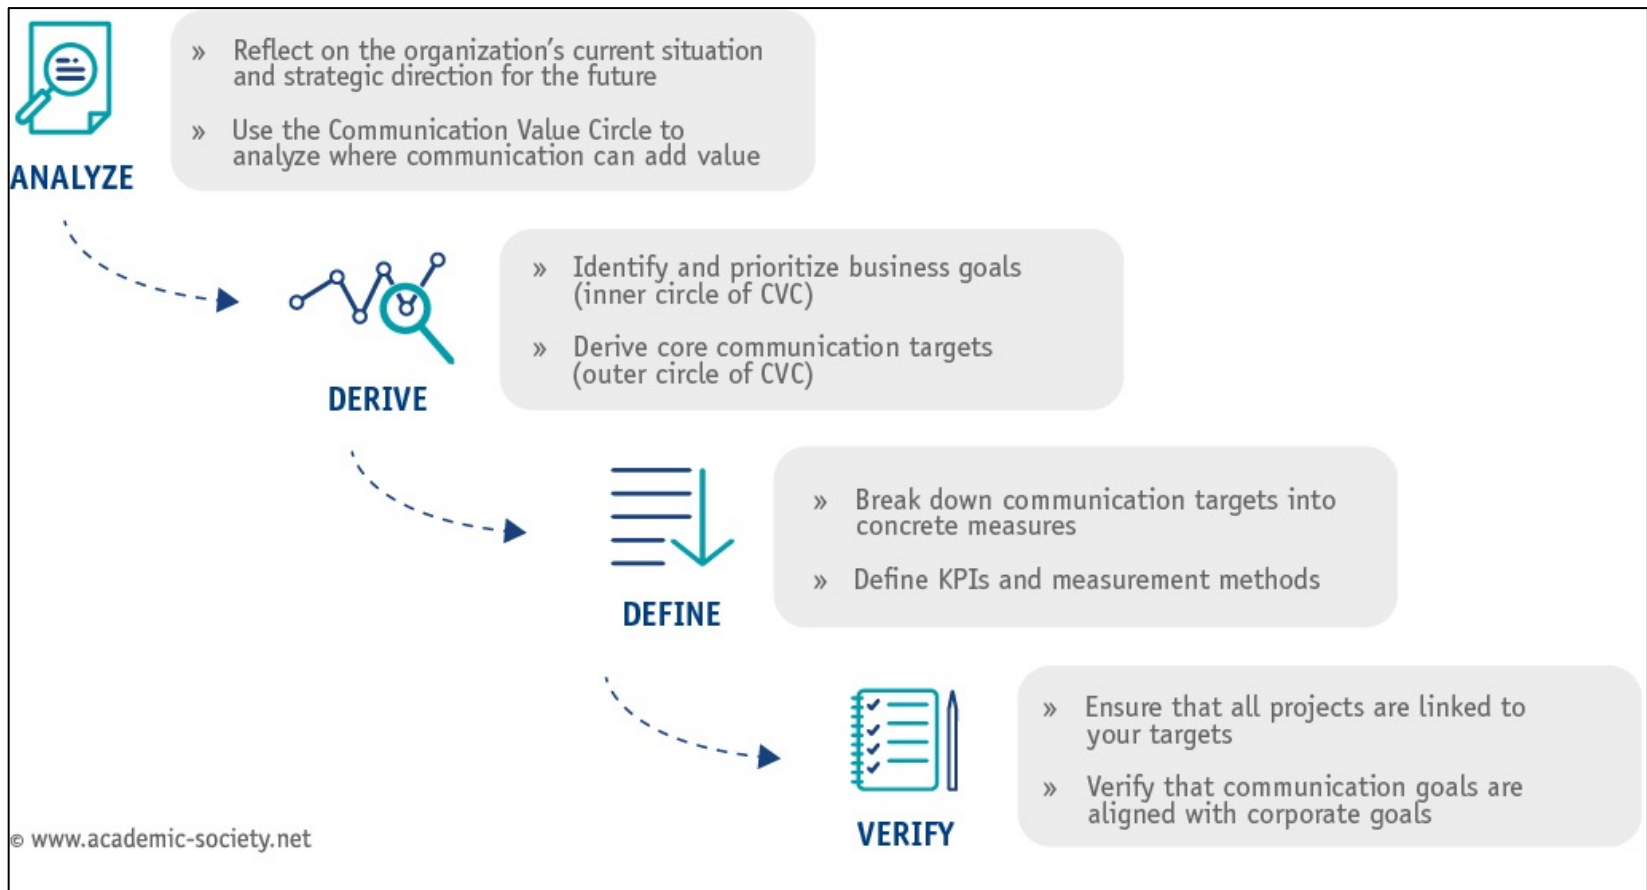 » Reflect on the organization’s current situation
and strategic direction for the future
» Use the Communication Value Circle to
analyze where communication can add value
ANALYZE
» Identify and prioritize business goals
(inner circle of CVC)
» Derive core communication targets
(outer circle of CVC)
DERIVE
» Break down communication targets into
concrete measures
» Define KPIs and measurement methods
DEFINE
» Ensure that all projects are linked to
your targets
» Verify that communication goals are
aligned with corporate goals
VERIFY
© www.academic-society.net